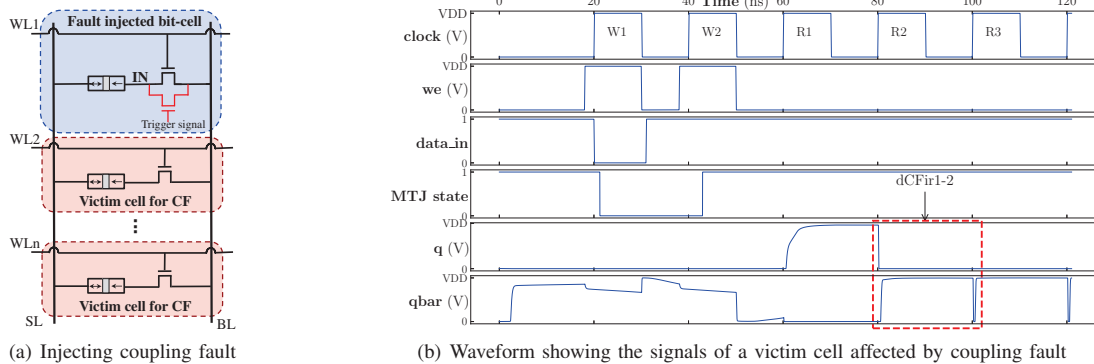 WL1
Fault injected bit-cell
IN
Trigger signal
WL2
Victim cell for CF
WLn
Victim cell for CF
SL
BL
(a) Injecting coupling fault
Time (ns)
0
20
40
60
80
100
120
VDD
clock (V)
0
W1
W2
R1
R2
R3
VDD
we (V)
0
1
data_in
0
1
MTJ state
0
dCFir1-2
VDD
q (V)
0
VDD
qbar (V)
0
(b) Waveform showing the signals of a victim cell affected by coupling fault